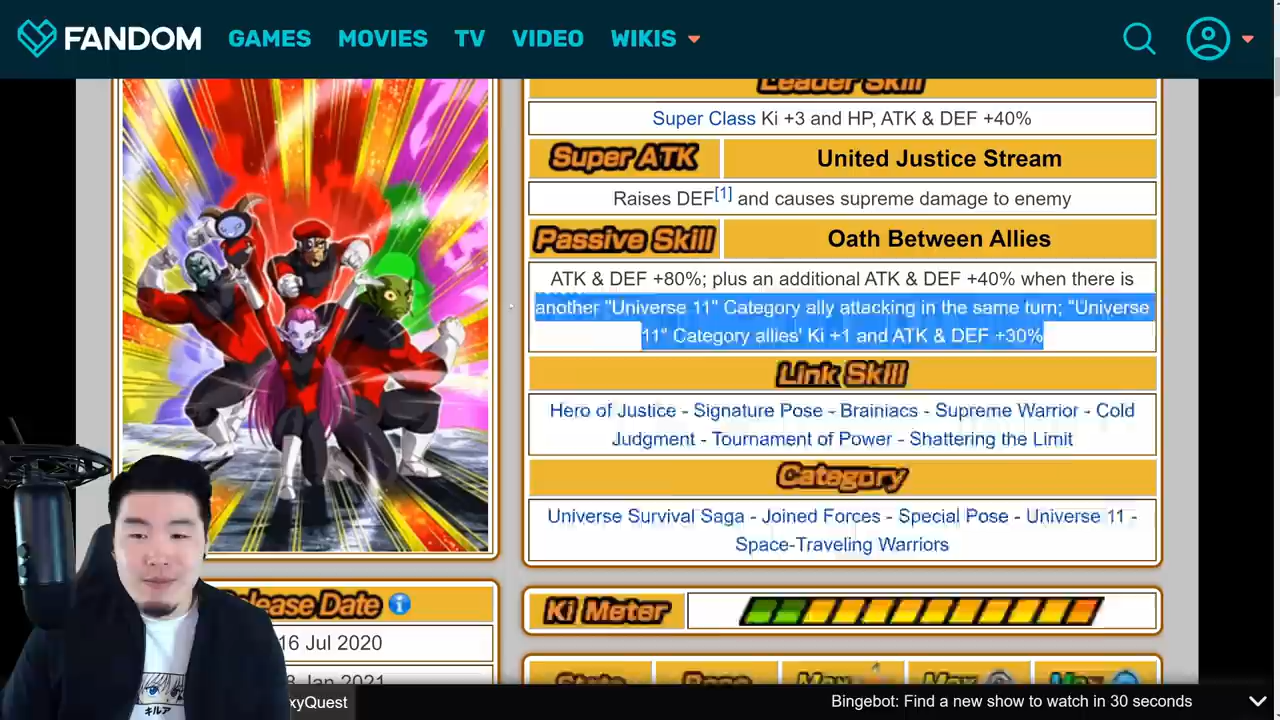 FANDOM GAMES MOVIES TV VIDEO WIKIS
Leader Skill
Super Class Ki +3 and HP, ATK & DEF +40%
Super ATK United Justice Stream
Raises DEF[1] and causes supreme damage to enemy
Passive Skill Oath Between Allies
ATK & DEF +80%; plus an additional ATK & DEF +40% when there is
another "Universe 11" Category ally attacking in the same turn; "Universe
11" Category allies' Ki +1 and ATK & DEF +30%
Link Skill
Hero of Justice - Signature Pose - Brainiacs - Supreme Warrior - Cold
Judgment - Tournament of Power - Shattering the Limit
Category
Universe Survival Saga - Joined Forces - Special Pose - Universe 11 -
Space-Traveling Warriors
Release Date
16 Jul 2020
Jan 2021
Ki Meter
キルア
xyQuest
Bingebot: Find a new show to watch in 30 seconds